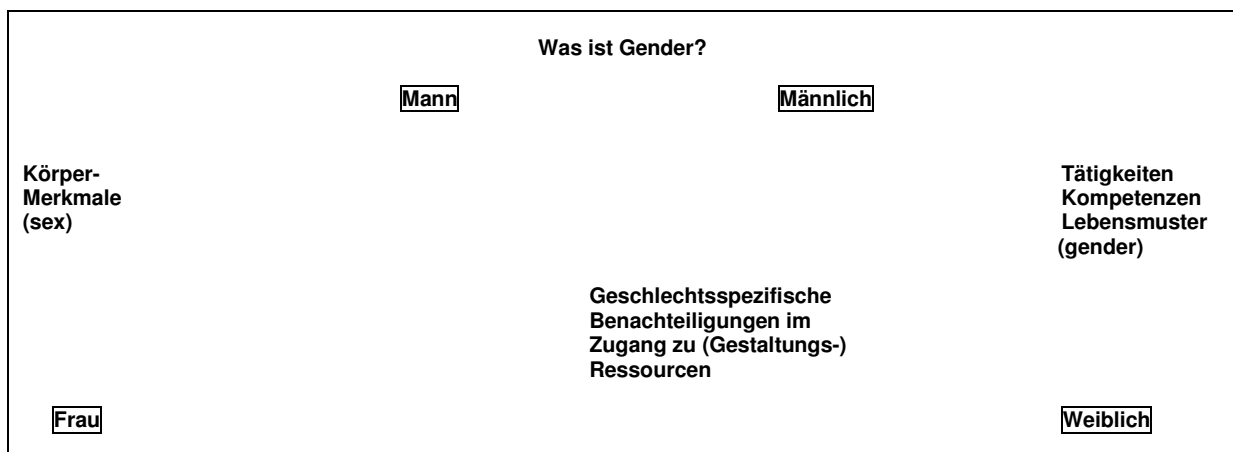 Was ist Gender?
Mann Männlich
Körper-
Merkmale
(sex)
Tätigkeiten
Kompetenzen
Lebensmuster
(gender)
Geschlechtsspezifische
Benachteiligungen im
Zugang zu (Gestaltungs-)
Ressourcen
Frau Weiblich